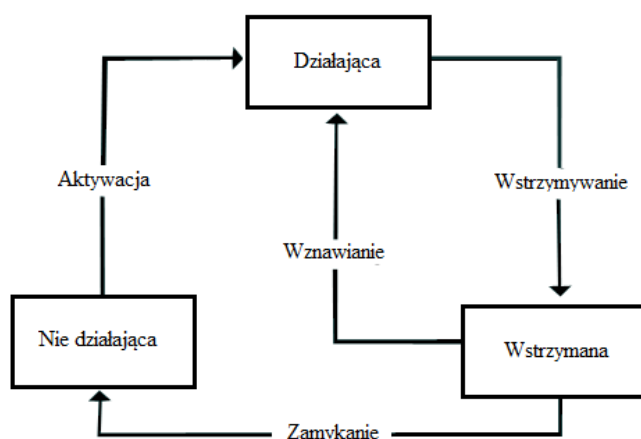 Działająca
Aktywacja
Wstrzymywanie
Wznawianie
Nie działająca
Wstrzymana
Zamykanie